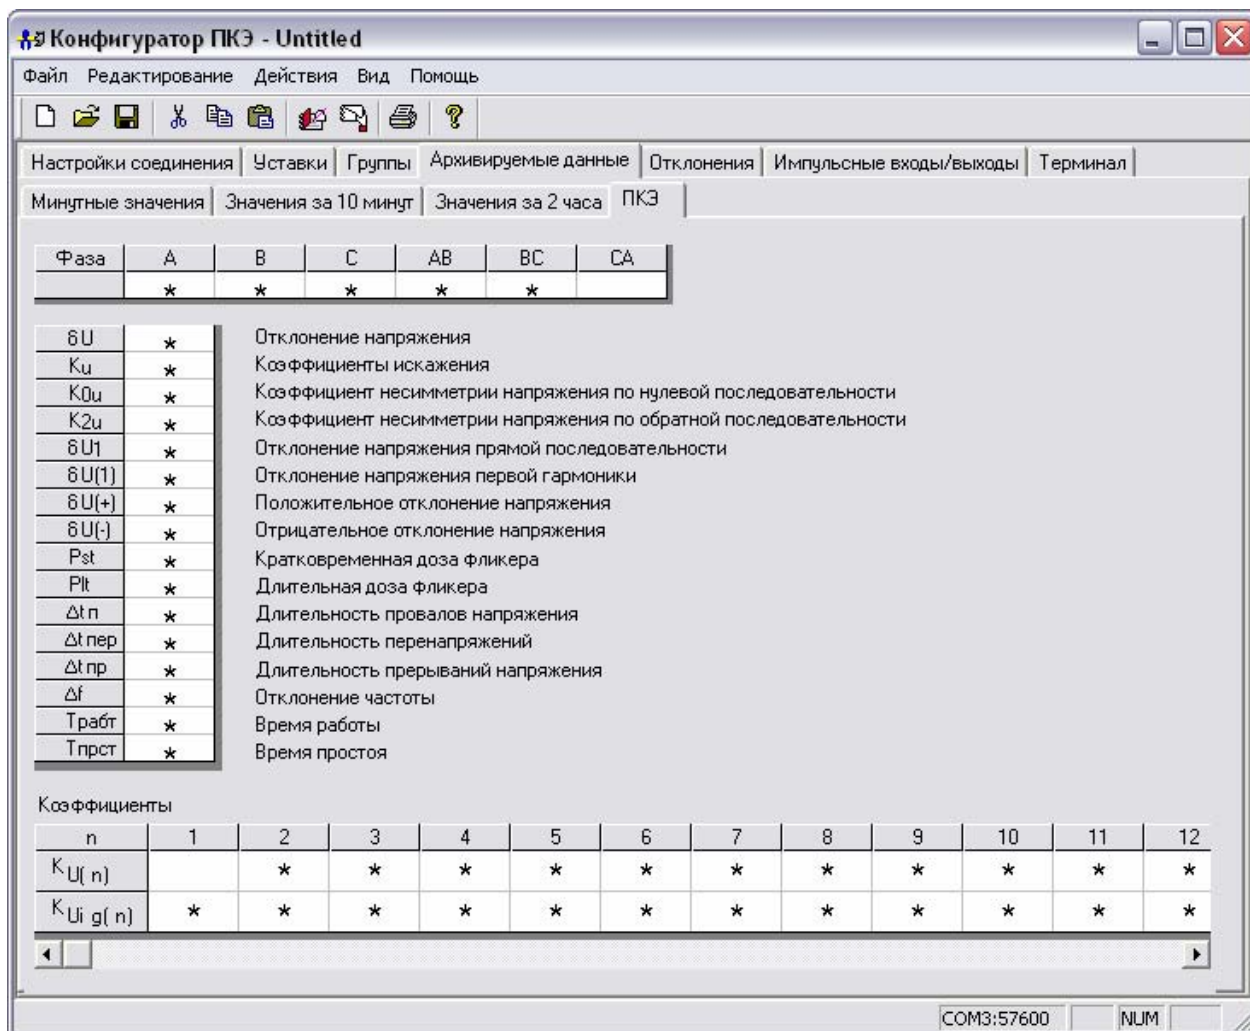 Конфигуратор ПКЭ - Untitled
Файл Редактирование Действия Вид Помощь
Настройки соединения Уставки Группы Архивируемые данные Отклонения Импульсные входы/выходы Терминал
Минутные значения Значения за 10 минут Значения за 2 часа ПКЭ
Фаза A B C AB BC CA
* * * * *
δU * Отклонение напряжения
Ku * Коэффициенты искажения
K0u * Коэффициент несимметрии напряжения по нулевой последовательности
K2u * Коэффициент несимметрии напряжения по обратной последовательности
δU1 * Отклонение напряжения прямой последовательности
δU(1) * Отклонение напряжения первой гармоники
δU(+) * Положительное отклонение напряжения
δU(-) * Отрицательное отклонение напряжения
Pst * Кратковременная доза фликера
Plt * Длительная доза фликера
Δt п * Длительность провалов напряжения
Δt пер * Длительность перенапряжений
Δt пр * Длительность прерываний напряжения
Δf * Отклонение частоты
Tрабт * Время работы
Tпрст * Время простоя
Коэффициенты
n 1 2 3 4 5 6 7 8 9 10 11 12
K U( n) * * * * * * * * * * *
K Ui g( n) * * * * * * * * * * * *
COM3:57600 NUM